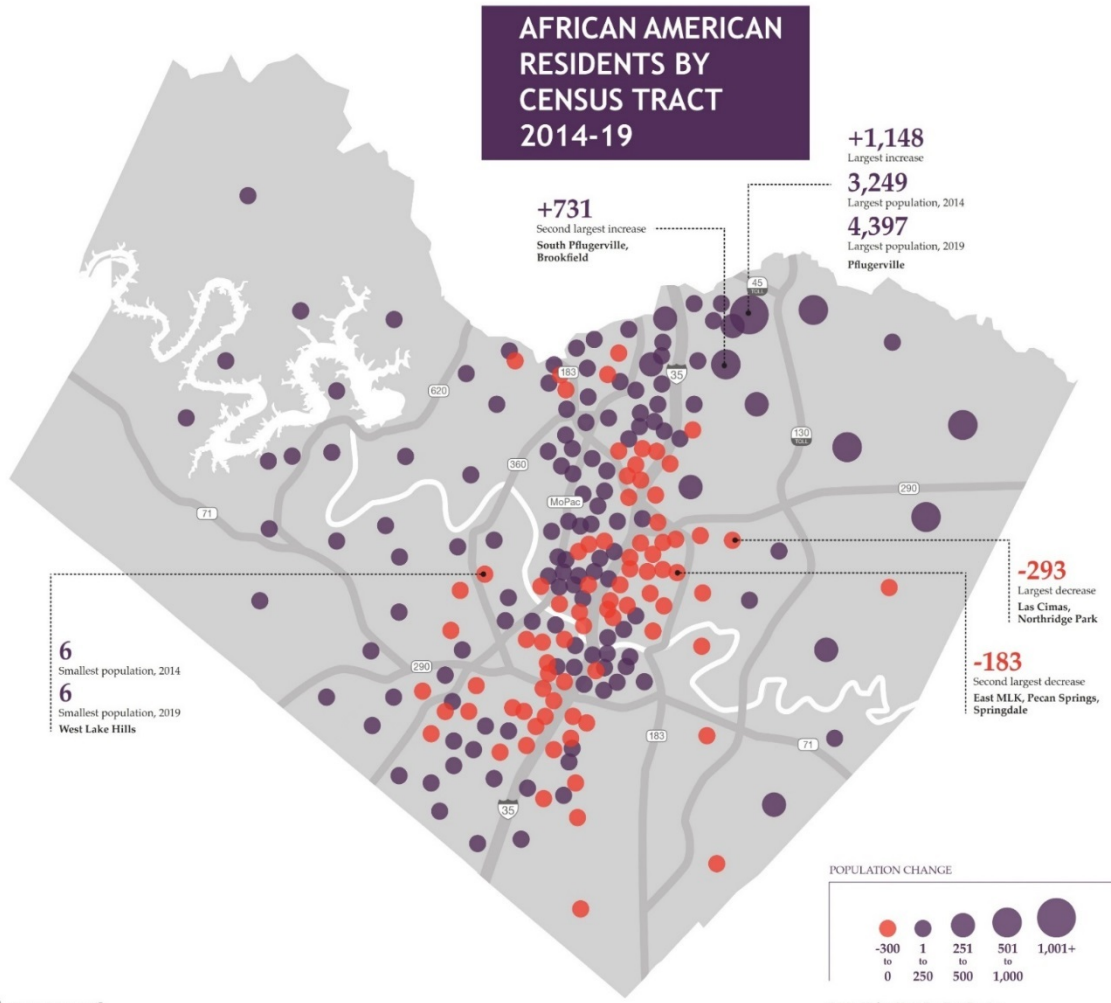 AFRICAN AMERICAN
RESIDENTS BY
CENSUS TRACT
2014-19
+1,148
Largest increase
3,249
Largest population, 2014
4,397
Largest population, 2019
Pflugerville
+731
Second largest increase
South Pflugerville,
Brookfield
45
TOLL
183
35
620
130
TOLL
360
290
MoPac
71
-293
Largest decrease
Las Cimas,
Northridge Park
6
Smallest population, 2014
6
Smallest population, 2019
West Lake Hills
290
-183
Second largest decrease
East MLK, Pecan Springs,
Springdale
183
71
35
POPULATION CHANGE
-300
to
0
1
to
250
251
to
500
501
to
1,000
1,001+